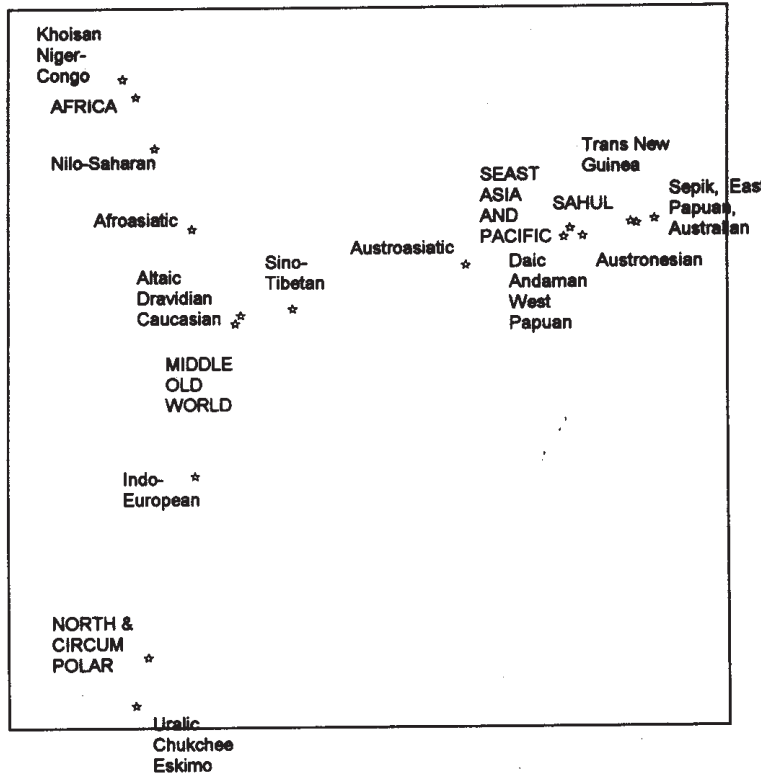 Khoisan
Niger-
Congo
AFRICA
Nilo-Saharan
Afroasiatic
Altaic
Dravidian
Caucasian
Sino-
Tibetan
MIDDLE
OLD
WORLD
Austroasiatic
SEAST
ASIA
AND
PACIFIC
SAHUL
Trans New
Guinea
Sepik, East
Papuan,
Australian
Austronesian
Daic
Andaman
West
Papuan
Indo-
European
NORTH &
CIRCUM
POLAR
Uralic
Chukchee
Eskimo